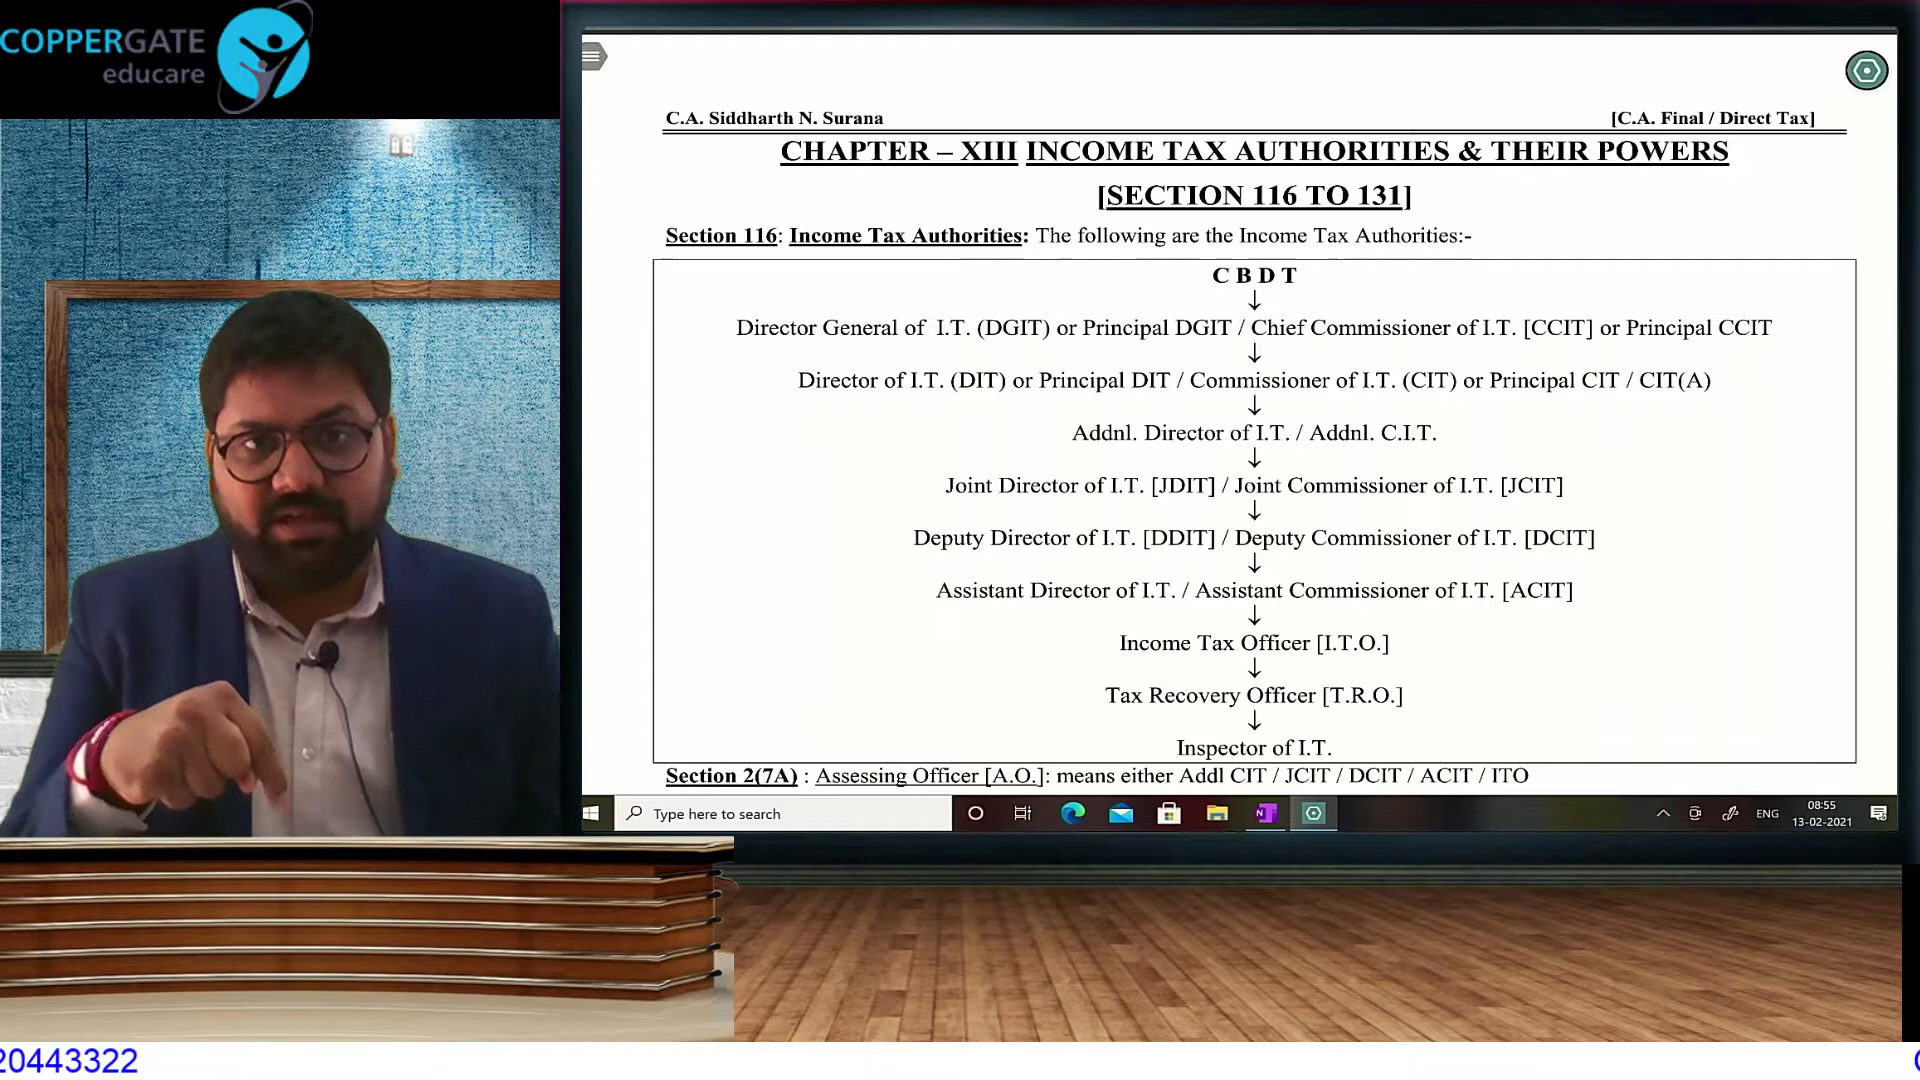 COPPERGATE
educare
C.A. Siddharth N. Surana [C.A. Final / Direct Tax]
CHAPTER – XIII INCOME TAX AUTHORITIES & THEIR POWERS
[SECTION 116 TO 131]
Section 116: Income Tax Authorities: The following are the Income Tax Authorities:-
C B D T
↓
Director General of I.T. (DGIT) or Principal DGIT / Chief Commissioner of I.T. [CCIT] or Principal CCIT
↓
Director of I.T. (DIT) or Principal DIT / Commissioner of I.T. (CIT) or Principal CIT / CIT(A)
↓
Addnl. Director of I.T. / Addnl. C.I.T.
↓
Joint Director of I.T. [JDIT] / Joint Commissioner of I.T. [JCIT]
↓
Deputy Director of I.T. [DDIT] / Deputy Commissioner of I.T. [DCIT]
↓
Assistant Director of I.T. / Assistant Commissioner of I.T. [ACIT]
↓
Income Tax Officer [I.T.O.]
↓
Tax Recovery Officer [T.R.O.]
↓
Inspector of I.T.
Section 2(7A) : Assessing Officer [A.O.]: means either Addl CIT / JCIT / DCIT / ACIT / ITO
Type here to search
ENG
08:55
13-02-2021
20443322